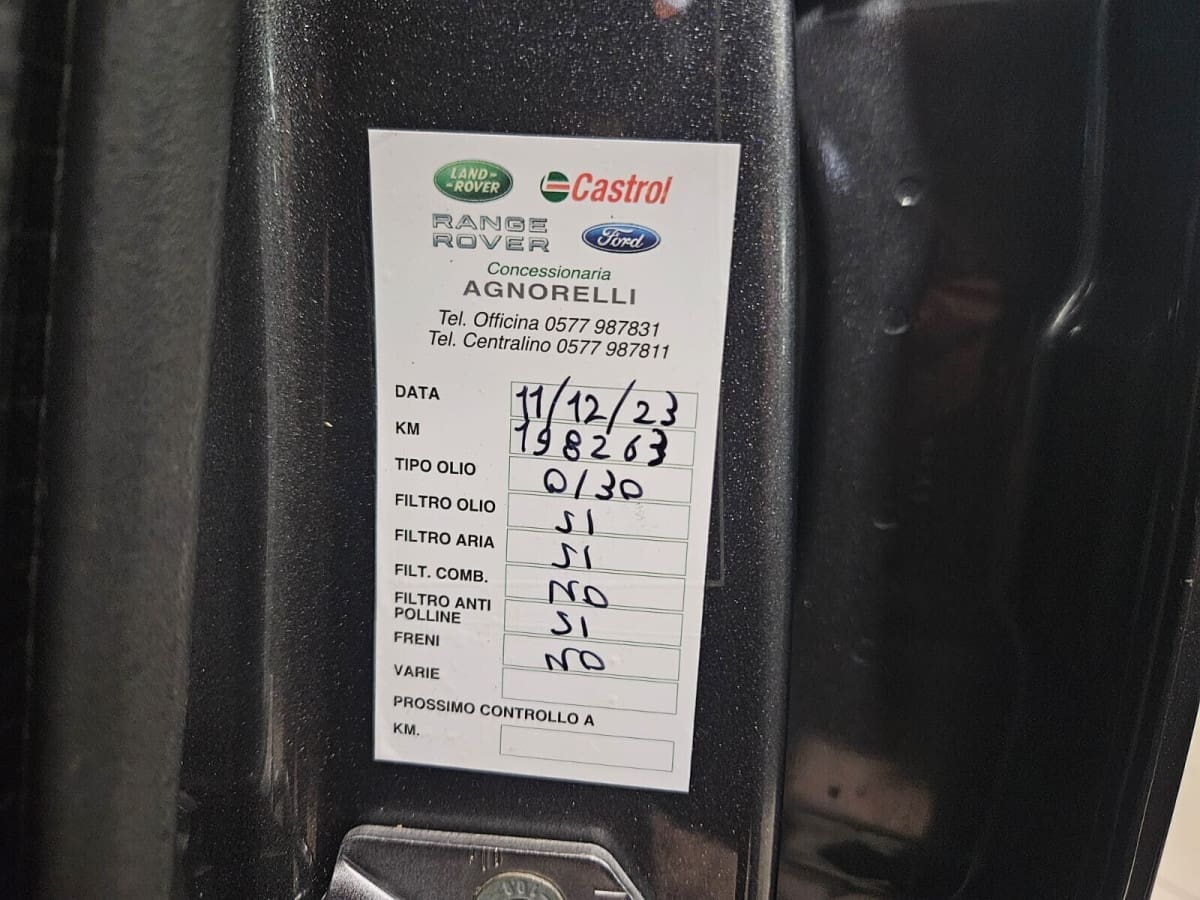 LAND-
-ROVER
Castrol
RANGE
ROVER
Ford
Concessionaria
AGNORELLI
Tel. Officina 0577 987831
Tel. Centralino 0577 987811
DATA 11/12/23
KM 198263
TIPO OLIO 0/30
FILTRO OLIO SI
FILTRO ARIA SI
FILT. COMB. NO
FILTRO ANTI
POLLINE SI
FRENI NO
VARIE
PROSSIMO CONTROLLO A
KM.